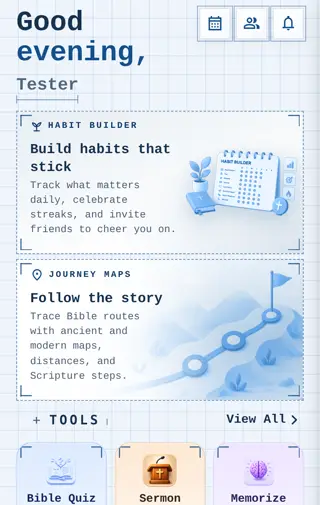 Good
evening,
Tester
HABIT BUILDER
Build habits that
stick
Track what matters
daily, celebrate
streaks, and invite
friends to cheer you on.
HABIT BUILDER
JOURNEY MAPS
Follow the story
Trace Bible routes
with ancient and
modern maps,
distances, and
Scripture steps.
+ TOOLS
View All >
Bible Quiz
Sermon
Memorize